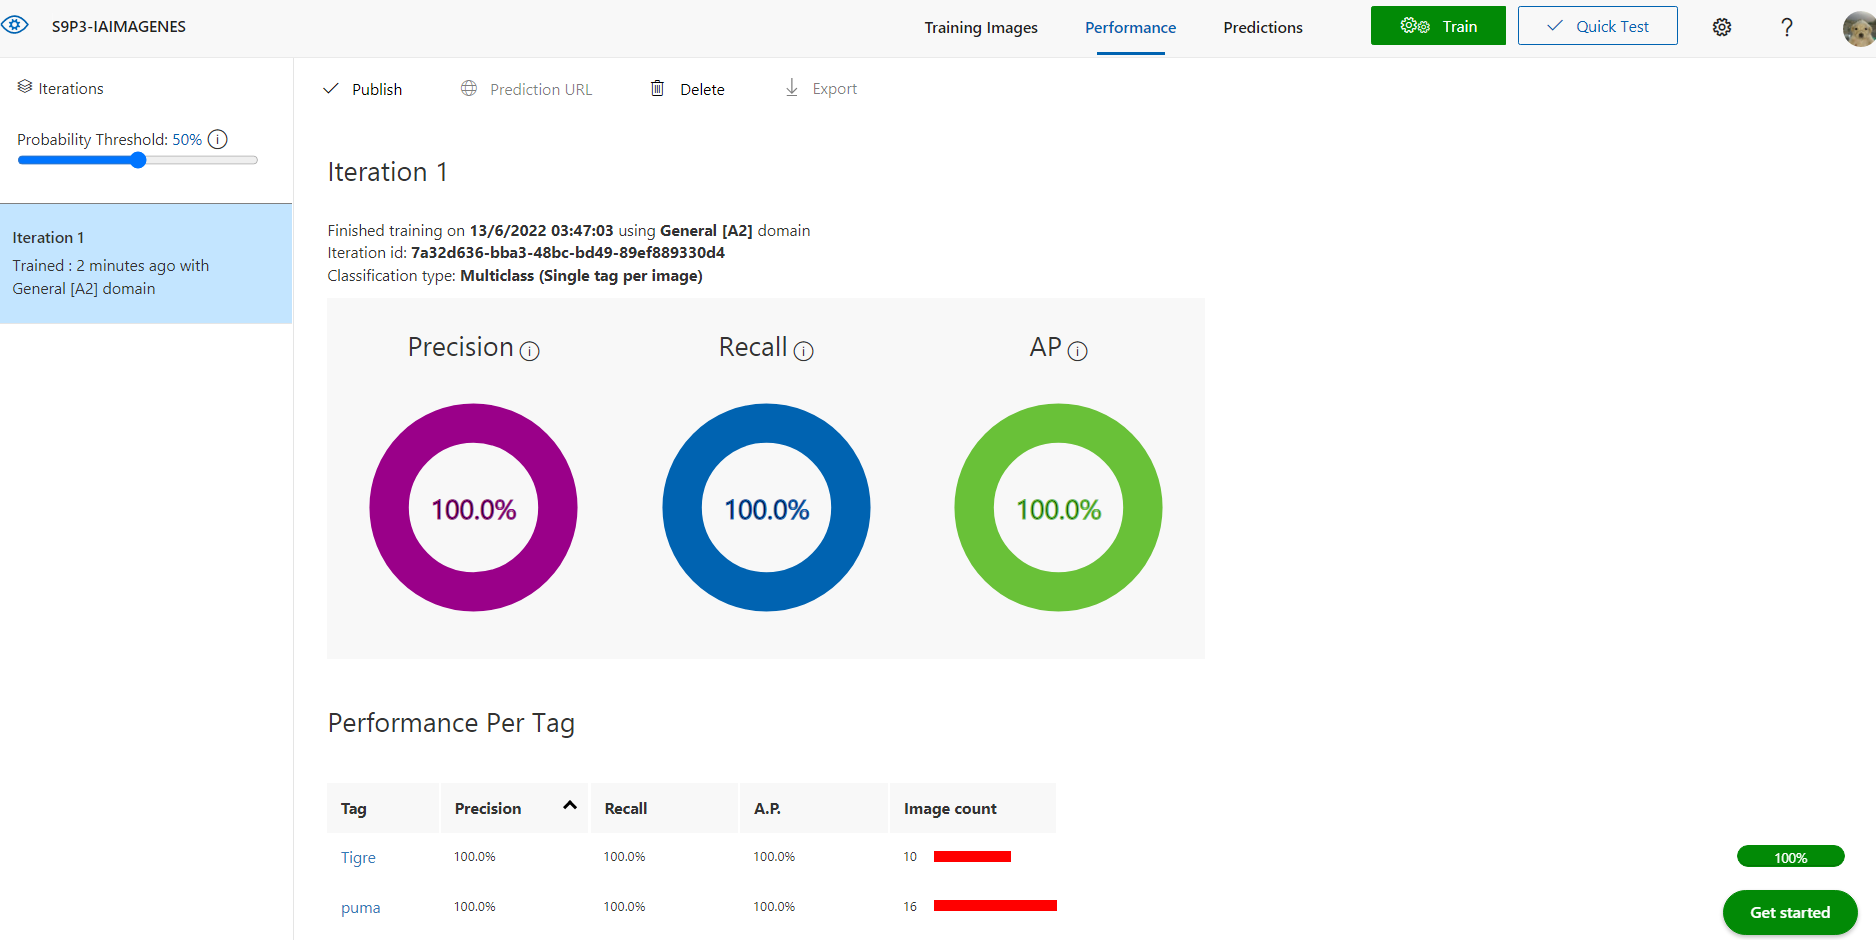 S9P3-IAIMAGENES
Training Images
Performance
Predictions
Train
Quick Test
?
Iterations
Probability Threshold: 50%
Iteration 1
Trained : 2 minutes ago with
General [A2] domain
Publish
Prediction URL
Delete
Export
Iteration 1
Finished training on 13/6/2022 03:47:03 using General [A2] domain
Iteration id: 7a32d636-bba3-48bc-bd49-89ef889330d4
Classification type: Multiclass (Single tag per image)
Precision
Recall
AP
100.0%
100.0%
100.0%
Performance Per Tag
Tag Precision Recall A.P. Image count
Tigre 100.0% 100.0% 100.0% 10
puma 100.0% 100.0% 100.0% 16
100%
Get started